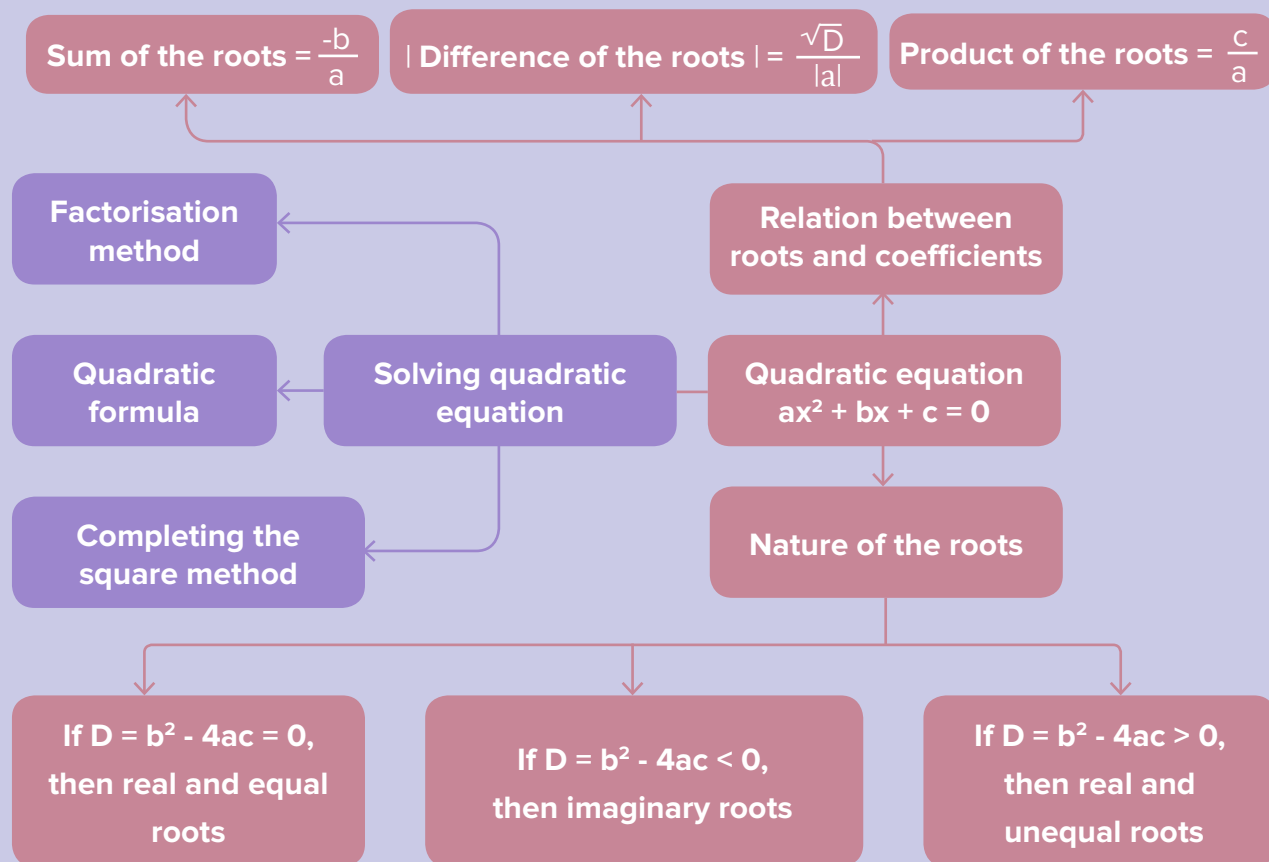 Sum of the roots = -b/a
| Difference of the roots | = √D/|a|
Product of the roots = c/a
Factorisation
method
Relation between
roots and coefficients
Quadratic
formula
Solving quadratic
equation
Quadratic equation
ax² + bx + c = 0
Completing the
square method
Nature of the roots
If D = b² - 4ac = 0,
then real and equal
roots
If D = b² - 4ac < 0,
then imaginary roots
If D = b² - 4ac > 0,
then real and
unequal roots